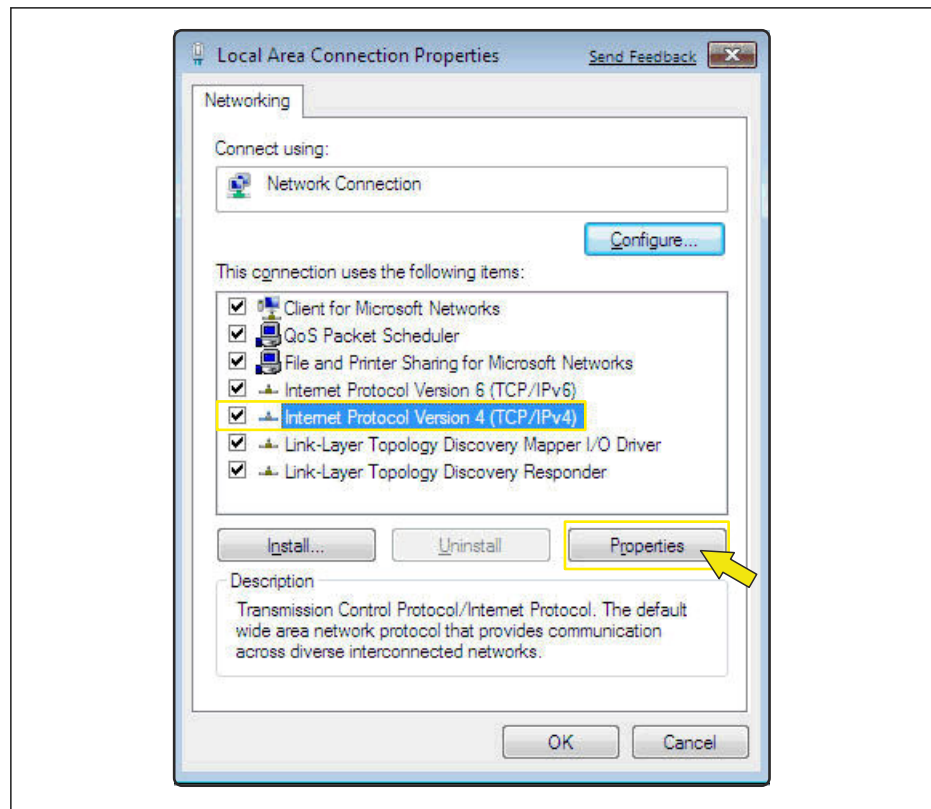 Local Area Connection Properties Send Feedback
Networking
Connect using:
Network Connection
Configure...
This connection uses the following items:
Client for Microsoft Networks
QoS Packet Scheduler
File and Printer Sharing for Microsoft Networks
Internet Protocol Version 6 (TCP/IPv6)
Internet Protocol Version 4 (TCP/IPv4)
Link-Layer Topology Discovery Mapper I/O Driver
Link-Layer Topology Discovery Responder
Install... Uninstall Properties
Description
Transmission Control Protocol/Internet Protocol. The default
wide area network protocol that provides communication
across diverse interconnected networks.
OK Cancel